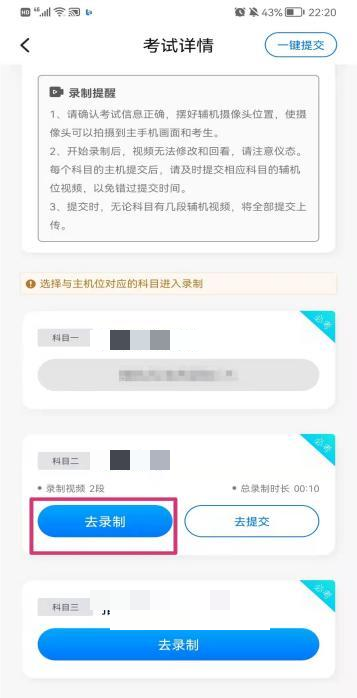 HD 43% 22:20
考试详情 一键提交
录制提醒
1、请确认考试信息正确，摆好辅机摄像头位置，使摄
像头可以拍摄到主手机画面和考生。
2、开始录制后，视频无法修改和回看，请注意仪态。
每个科目的主机提交后，请及时提交相应科目的辅机
位视频，以免错过提交时间。
3、提交时，无论科目有几段辅机视频，将全部提交上
传。
选择与主机位对应的科目进入录制
必考
科目一
必考
科目二
• 录制视频 2段 • 总录制时长 00:10
去录制 去提交
必考
科目三
去录制